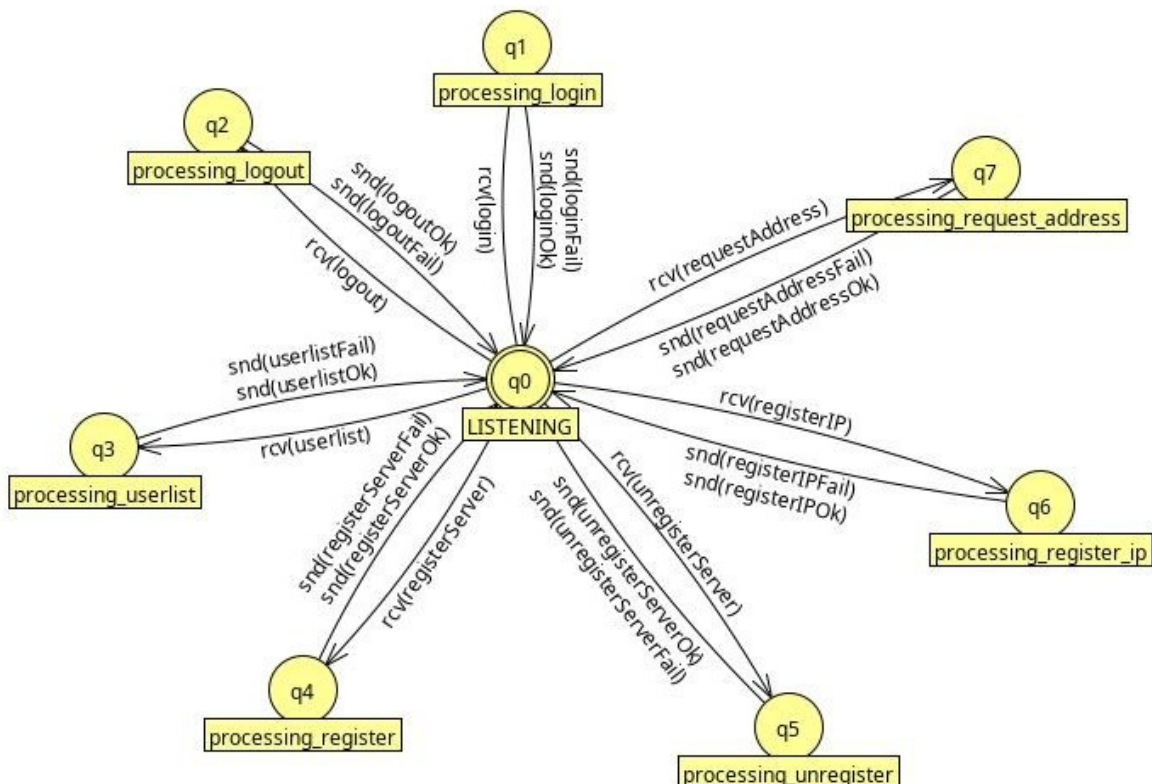 q1
processing_login
q2
processing_logout
snd(logoutOk)
snd(logoutFail)
rcv(logout)
rcv(login)
snd(loginFail)
snd(loginOk)
q7
processing_request_address
rcv(requestAddress)
snd(requestAddressFail)
snd(requestAddressOk)
q0
LISTENING
snd(userlistFail)
snd(userlistOk)
rcv(userlist)
q3
processing_userlist
rcv(registerIP)
snd(registerIPFail)
snd(registerIPOk)
q6
processing_register_ip
snd(registerServerFail)
snd(registerServerOk)
rcv(registerServer)
q4
processing_register
rcv(unregisterServer)
snd(unregisterServerOk)
snd(unregisterServerFail)
q5
processing_unregister